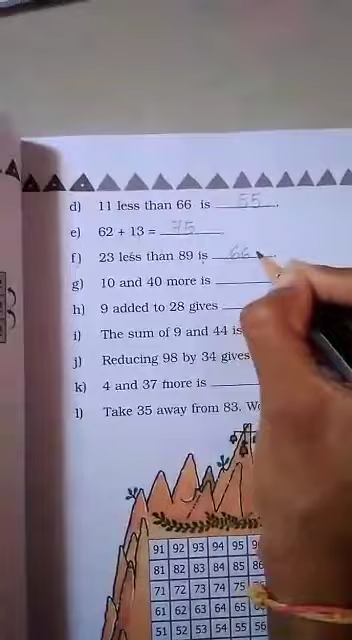 d) 11 less than 66 is 55.
e) 62 + 13 = 75
f) 23 less than 89 is 66.
g) 10 and 40 more is
h) 9 added to 28 gives
i) The sum of 9 and 44 is
j) Reducing 98 by 34 gives
k) 4 and 37 more is
l) Take 35 away from 83. We
91 92 93 94 95
81 82 83 84 85 86
71 72 73 74 75
61 62 63 64 65
51 52 53 54 55 56